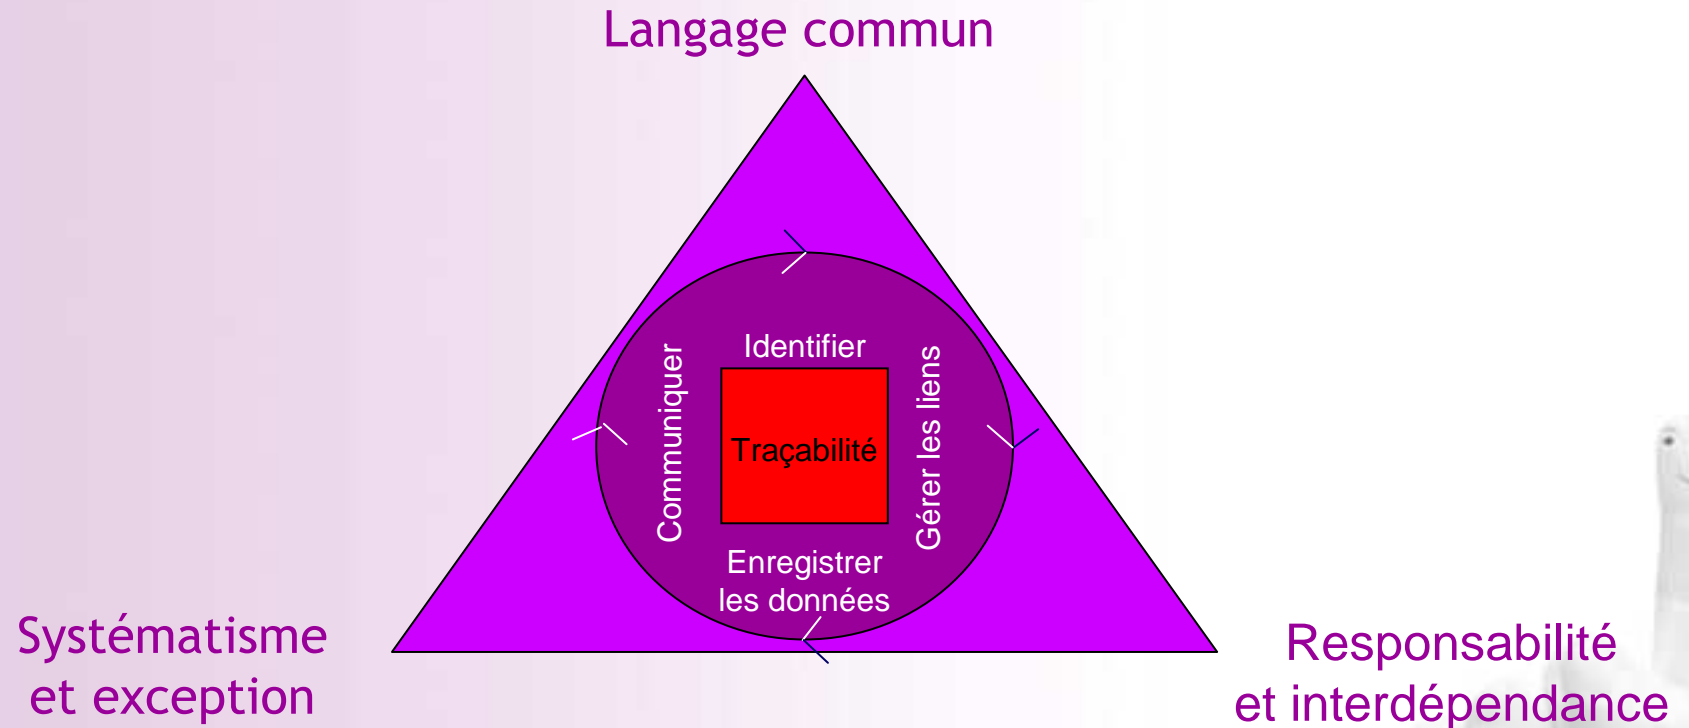 Langage commun
Identifier
Communiquer
Traçabilité
Gérer les liens
Enregistrer
les données
Systématisme
et exception
Responsabilité
et interdépendance